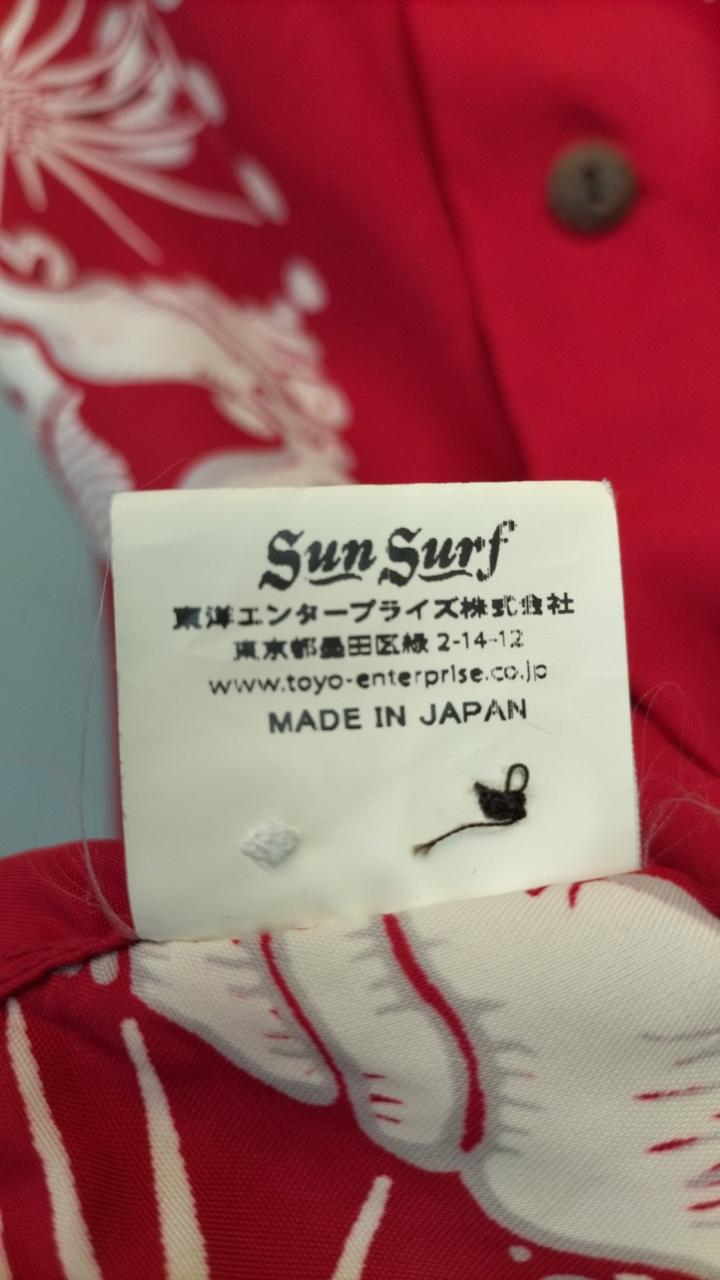 Sun Surf
東洋エンタープライズ株式会社
東京都墨田区緑 2-14-12
www.toyo-enterprise.co.jp
MADE IN JAPAN